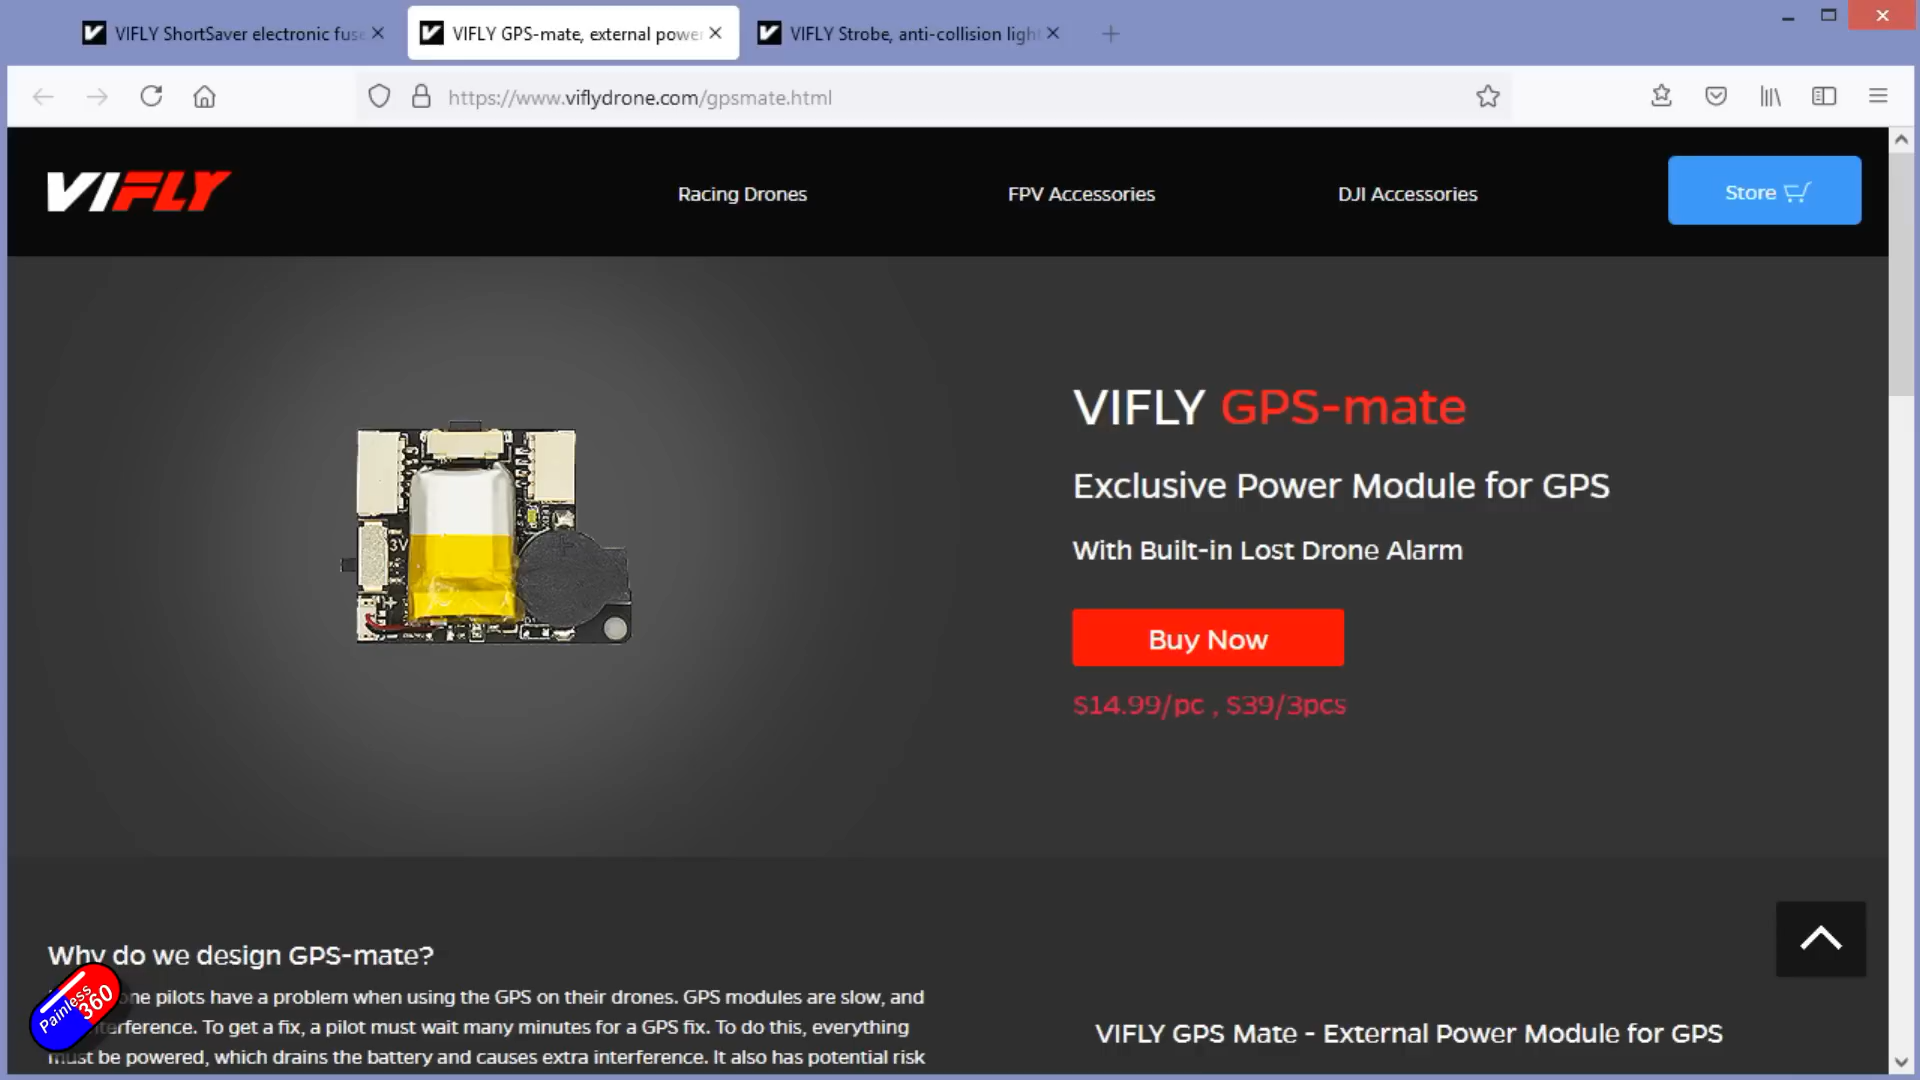 VIFLY ShortSaver electronic fuse
VIFLY GPS-mate, external power
VIFLY Strobe, anti-collision light
https://www.viflydrone.com/gpsmate.html
VIFLY
Racing Drones
FPV Accessories
DJI Accessories
Store
VIFLY GPS-mate
Exclusive Power Module for GPS
With Built-in Lost Drone Alarm
3V
Buy Now
$14.99/pc , $39/3pcs
Why do we design GPS-mate?
pilots have a problem when using the GPS on their drones. GPS modules are slow, and
To get a fix, a pilot must wait many minutes for a GPS fix. To do this, everything
must be powered, which drains the battery and causes extra interference. It also has potential risk
VIFLY GPS Mate - External Power Module for GPS
Painless
360